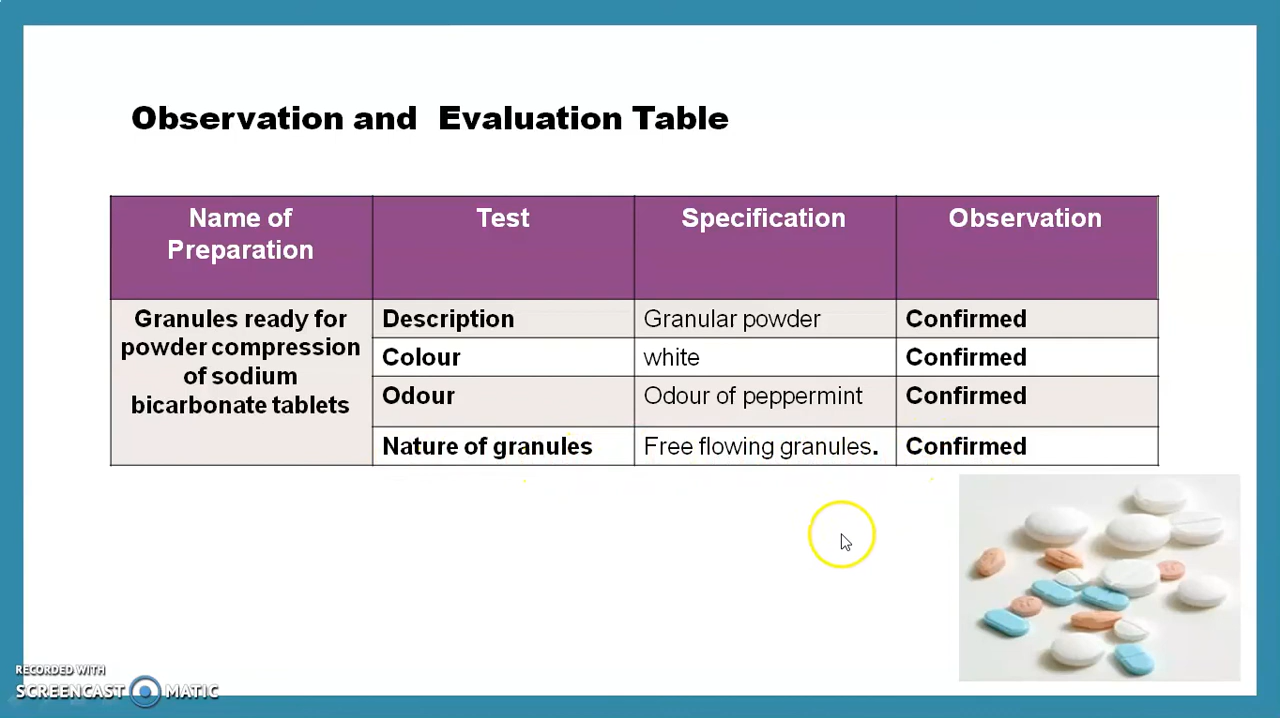 Observation and Evaluation Table
Name of Preparation
Test
Specification
Observation
Granules ready for
powder compression
of sodium
bicarbonate tablets
Description
Granular powder
Confirmed
Colour
white
Confirmed
Odour
Odour of peppermint
Confirmed
Nature of granules
Free flowing granules.
Confirmed
RECORDED WITH
SCREENCAST MATIC